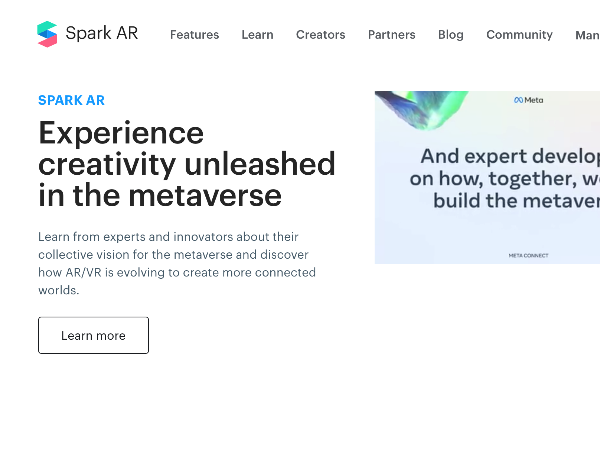 Spark AR
Features Learn Creators Partners Blog Community Man
SPARK AR
Experience
creativity unleashed
in the metaverse
Learn from experts and innovators about their
collective vision for the metaverse and discover
how AR/VR is evolving to create more connected
worlds.
Learn more
Meta
And expert develop
on how, together, we
build the metaver
META CONNECT